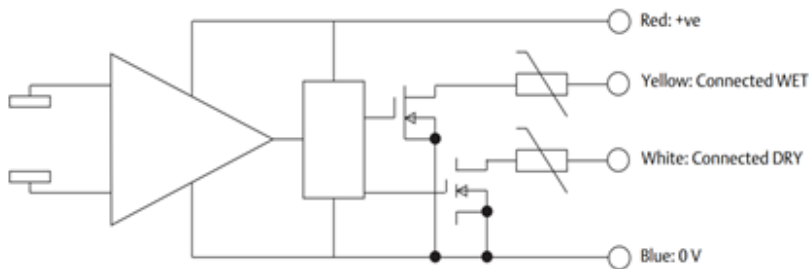 Red: +ve
Yellow: Connected WET
White: Connected DRY
Blue: 0 V